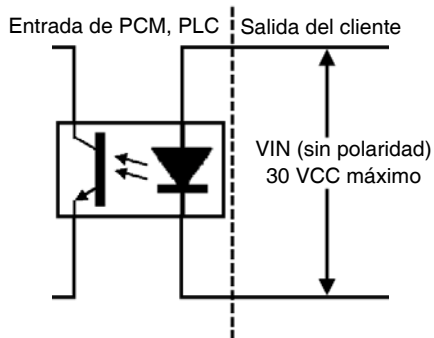 Entrada de PCM, PLC
Salida del cliente
VIN (sin polaridad)
30 VCC máximo